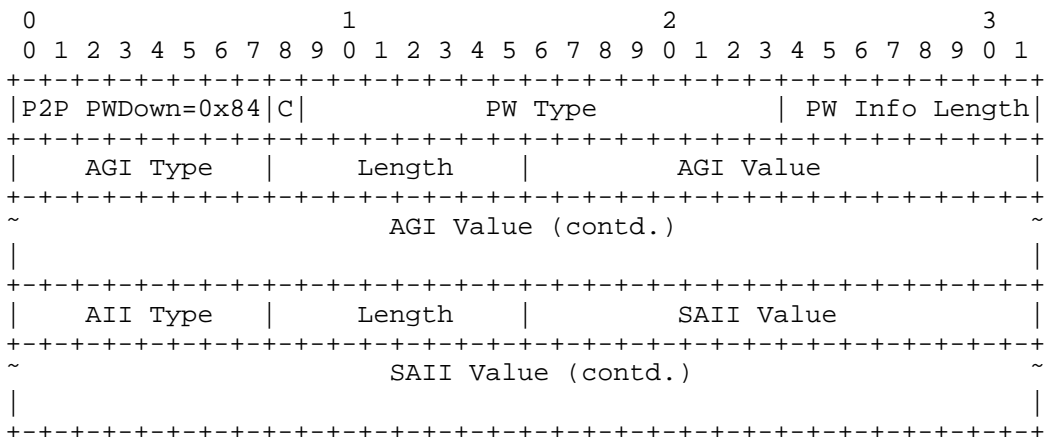 0                   1                   2                   3
 0 1 2 3 4 5 6 7 8 9 0 1 2 3 4 5 6 7 8 9 0 1 2 3 4 5 6 7 8 9 0 1
+-+-+-+-+-+-+-+-+-+-+-+-+-+-+-+-+-+-+-+-+-+-+-+-+-+-+-+-+-+-+-+-+
|P2P PWDown=0x84|C|           PW Type           | PW Info Length|
+-+-+-+-+-+-+-+-+-+-+-+-+-+-+-+-+-+-+-+-+-+-+-+-+-+-+-+-+-+-+-+-+
|    AGI Type   |     Length    |         AGI Value             |
+-+-+-+-+-+-+-+-+-+-+-+-+-+-+-+-+-+-+-+-+-+-+-+-+-+-+-+-+-+-+-+-+
~                       AGI Value (contd.)                      ~
|                                                               |
+-+-+-+-+-+-+-+-+-+-+-+-+-+-+-+-+-+-+-+-+-+-+-+-+-+-+-+-+-+-+-+-+
|    AII Type   |     Length    |         SAII Value            |
+-+-+-+-+-+-+-+-+-+-+-+-+-+-+-+-+-+-+-+-+-+-+-+-+-+-+-+-+-+-+-+-+
~                       SAII Value (contd.)                     ~
|                                                               |
+-+-+-+-+-+-+-+-+-+-+-+-+-+-+-+-+-+-+-+-+-+-+-+-+-+-+-+-+-+-+-+-+